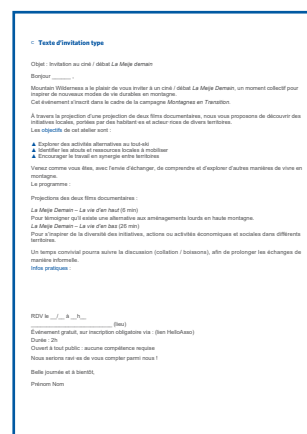 < Texte d'invitation type
Objet : Invitation au ciné / débat La Meije demain
Bonjour ______ ,
Mountain Wilderness a le plaisir de vous inviter à un ciné / débat La Meije Demain, un moment collectif pour
inspirer de nouveaux modes de vie durables en montagne.
Cet événement s'inscrit dans le cadre de la campagne Montagnes en Transition.
À travers la projection d'une projection de deux films documentaires, nous vous proposons de découvrir des
initiatives locales, portées par des habitant·es et acteur·rices de divers territoires.
Les objectifs de cet atelier sont :
▲ Explorer des activités alternatives au tout-ski
▲ Identifier les atouts et ressources locales à mobiliser
▲ Encourager le travail en synergie entre territoires
Venez comme vous êtes, avec l'envie d'échanger, de comprendre et d'explorer d'autres manières de vivre en
montagne.
Le programme :
Projections des deux films documentaires :
La Meije Demain – La vie d'en haut (6 min)
Pour témoigner qu'il existe une alternative aux aménagements lourds en haute montagne.
La Meije Demain – La vie d'en bas (26 min)
Pour s'inspirer de la diversité des initiatives, actions ou activités économiques et sociales dans différents
territoires.
Un temps convivial pourra suivre la discussion (collation / boissons), afin de prolonger les échanges de
manière informelle.
Infos pratiques :
RDV le __/__ à __h__
______________________ (lieu)
Événement gratuit, sur inscription obligatoire via : (lien HelloAsso)
Durée : 2h
Ouvert à tout public : aucune compétence requise
Nous serions ravi·es de vous compter parmi nous !
Belle journée et à bientôt,
Prénom Nom